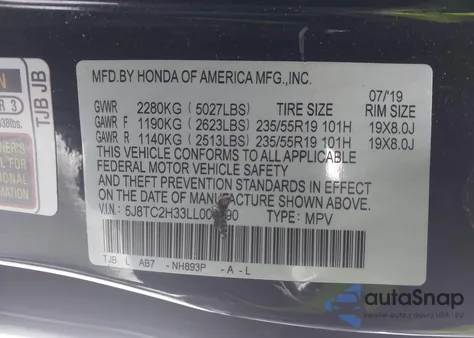 MFD.BY HONDA OF AMERICA MFG.,INC.
07/'19
GVWR 2280KG (5027LBS) TIRE SIZE RIM SIZE
GAWR F 1190KG (2623LBS) 235/55R19 101H 19X8.0J
GAWR R 1140KG (2513LBS) 235/55R19 101H 19X8.0J
THIS VEHICLE CONFORMS TO ALL APPLICABLE
FEDERAL MOTOR VEHICLE SAFETY
AND THEFT PREVENTION STANDARDS IN EFFECT
ON THE DATE OF MANUFACTURE SHOWN ABOVE.
V.I.N: TYPE: MPV
TJB L AB7 -NH893P -A-L
TJB JB
R 3
38lbs.
autoSnap